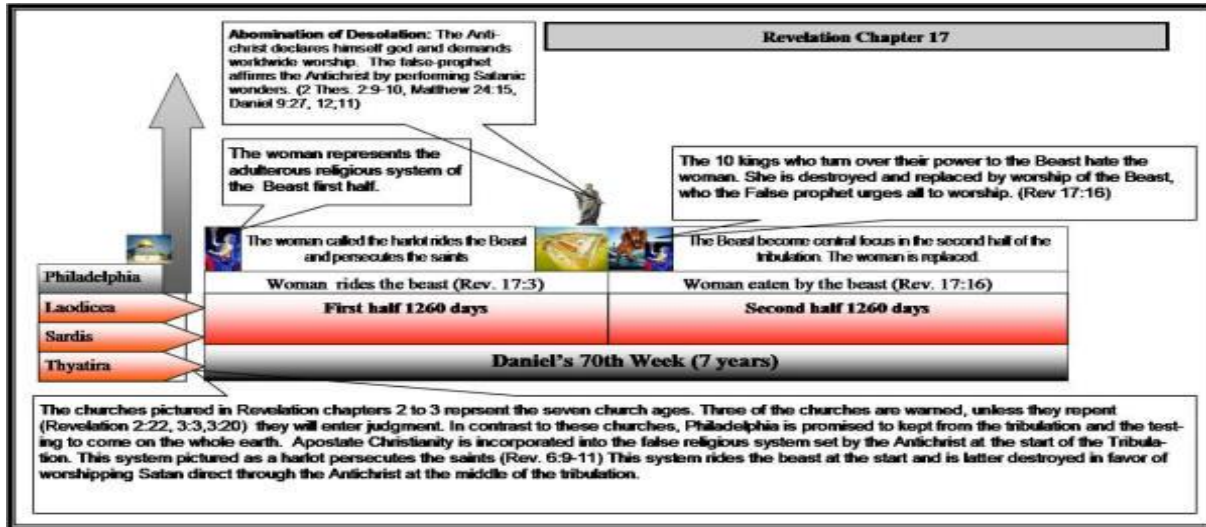 Revelation Chapter 17
Abomination of Desolation: The Anti-
christ declares himself god and demands
worldwide worship. The false-prophet
affirms the Antichrist by performing Satanic
wonders. (2 Thes. 2:9-10, Matthew 24:15,
Daniel 9:27, 12,11)
The woman represents the
adulterous religious system of
the Beast first half.
The 10 kings who turn over their power to the Beast hate the
woman. She is destroyed and replaced by worship of the Beast,
who the False prophet urges all to worship. (Rev 17:16)
The woman called the harlot rides the Beast
and persecutes the saints
The Beast become central focus in the second half of the
tribulation. The woman is replaced.
Philadelphia
Laodicea
Sardis
Thyatira
Woman rides the beast (Rev. 17:3)
Woman eaten by the beast (Rev. 17:16)
First half 1260 days
Second half 1260 days
Daniel's 70th Week (7 years)
The churches pictured in Revelation chapters 2 to 3 reprsent the seven church ages. Three of the churches are warned, unless they repent
(Revelation 2:22, 3:3,3:20) they will enter judgment. In contrast to these churches, Philadelphia is promised to kept from the tribulation and the test-
ing to come on the whole earth. Apostate Christianity is incorporated into the false religious system set by the Antichrist at the start of the Tribula-
tion. This system pictured as a harlot persecutes the saints (Rev. 6:9-11) This system rides the beast at the start and is latter destroyed in favor of
worshipping Satan direct through the Antichrist at the middle of the tribulation.